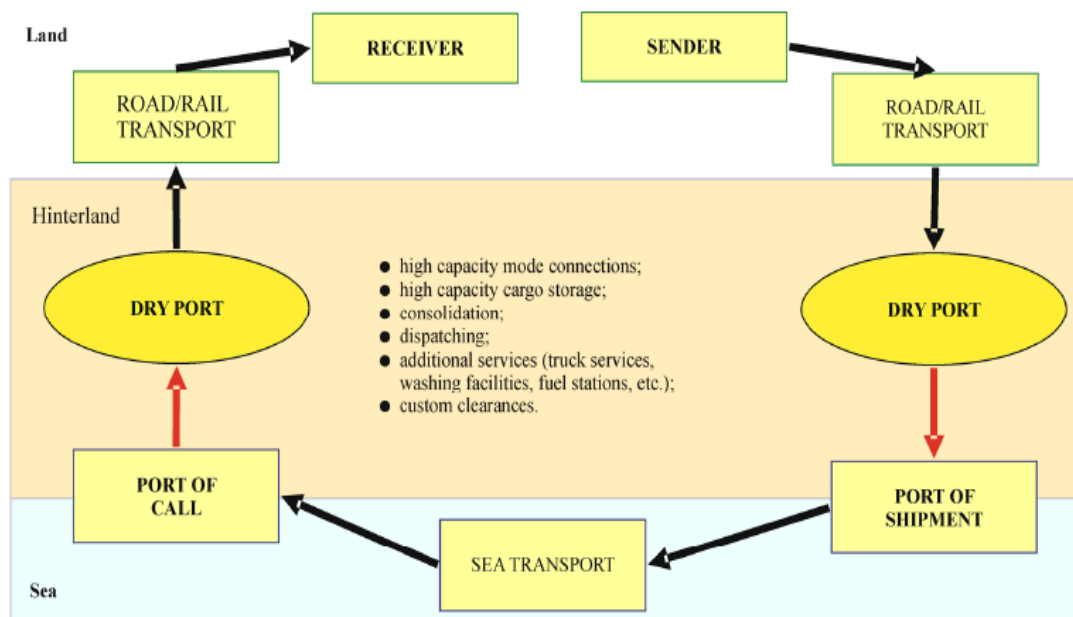 Land
RECEIVER
SENDER
ROAD/RAIL
TRANSPORT
ROAD/RAIL
TRANSPORT
Hinterland
DRY PORT
● high capacity mode connections;
● high capacity cargo storage;
● consolidation;
● dispatching;
● additional services (truck services,
washing facilities, fuel stations, etc.);
● custom clearances.
DRY PORT
PORT OF
CALL
PORT OF
SHIPMENT
SEA TRANSPORT
Sea